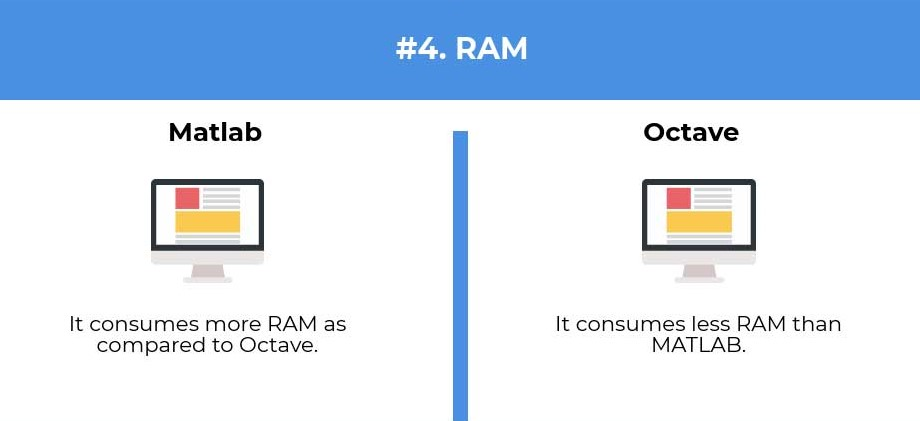 #4. RAM
Matlab
It consumes more RAM as
compared to Octave.
Octave
It consumes less RAM than
MATLAB.